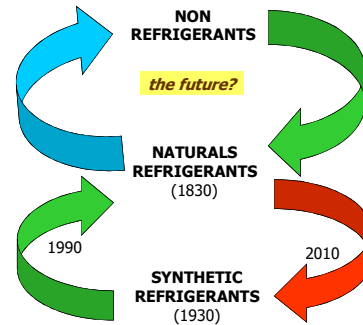 NON
REFRIGERANTS
the future?
NATURALS
REFRIGERANTS
(1830)
1990
2010
SYNTHETIC
REFRIGERANTS
(1930)